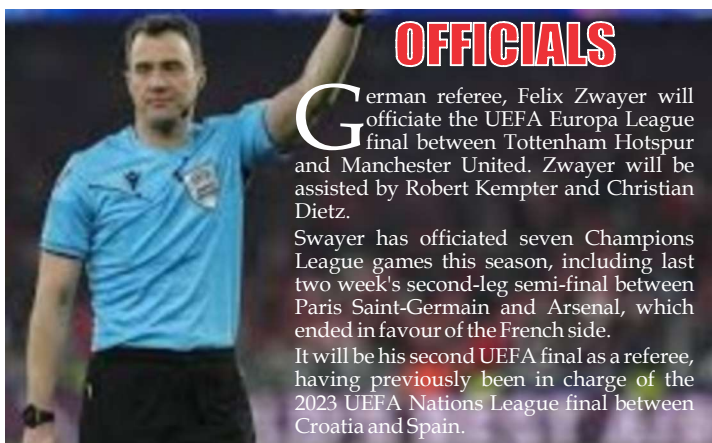 OFFICIALS
German referee, Felix Zwayer will
officiate the UEFA Europa League
final between Tottenham Hotspur
and Manchester United. Zwayer will be
assisted by Robert Kempter and Christian
Dietz.
Swayer has officiated seven Champions
League games this season, including last
two week's second-leg semi-final between
Paris Saint-Germain and Arsenal, which
ended in favour of the French side.
It will be his second UEFA final as a referee,
having previously been in charge of the
2023 UEFA Nations League final between
Croatia and Spain.